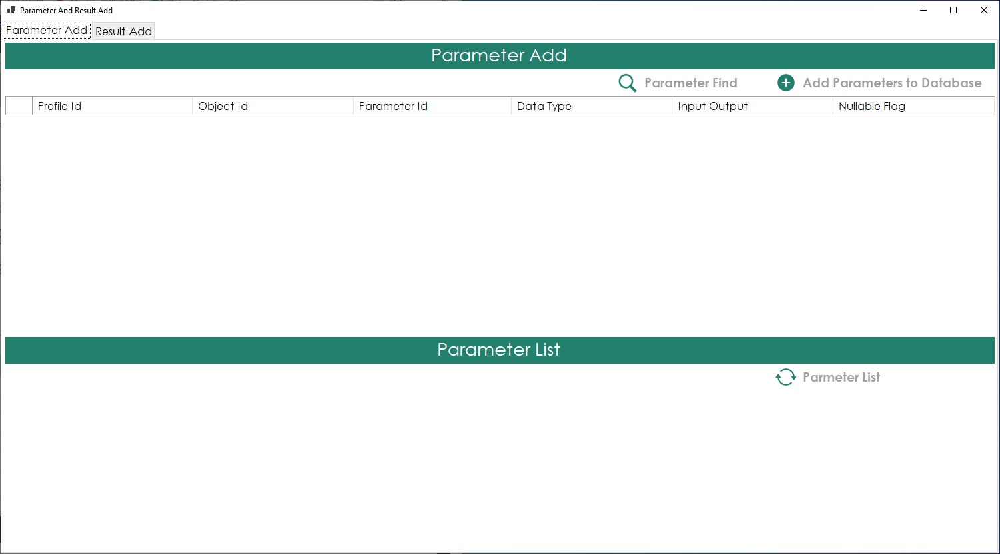 Parameter And Result Add
Parameter Add Result Add
Parameter Add
Parameter Find Add Parameters to Database
Profile Id Object Id Parameter Id Data Type Input Output Nullable Flag
Parameter List
Parmeter List